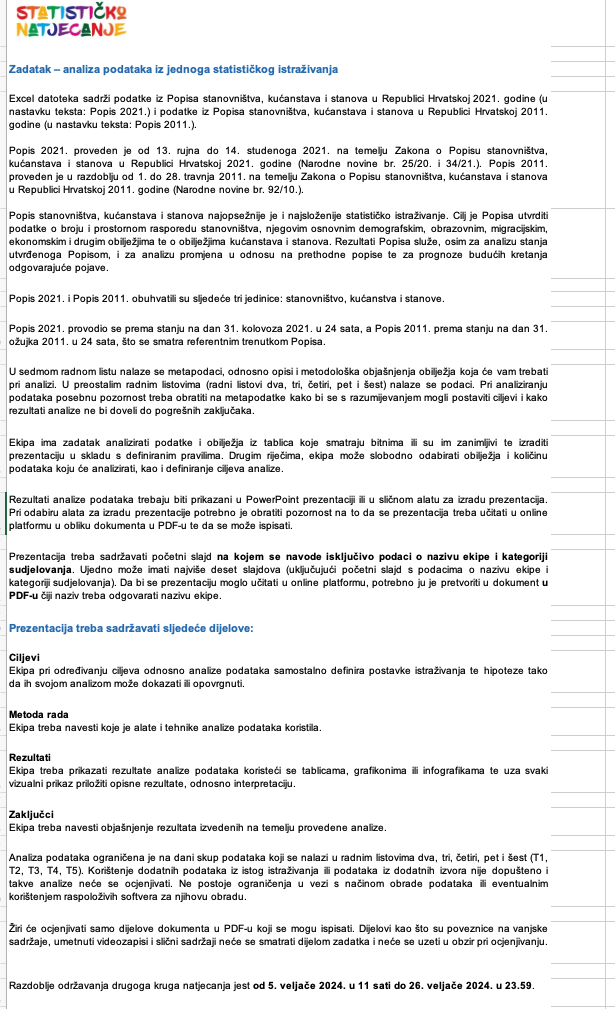 STATISTIČKO
NATJECANJE
Zadatak – analiza podataka iz jednoga statističkog istraživanja
Excel datoteka sadrži podatke iz Popisa stanovništva, kućanstava i stanova u Republici Hrvatskoj 2021. godine (u
nastavku teksta: Popis 2021.) i podatke iz Popisa stanovništva, kućanstava i stanova u Republici Hrvatskoj 2011.
godine (u nastavku teksta: Popis 2011.).
Popis 2021. proveden je od 13. rujna do 14. studenoga 2021. na temelju Zakona o Popisu stanovništva,
kućanstava i stanova u Republici Hrvatskoj 2021. godine (Narodne novine br. 25/20. i 34/21.). Popis 2011.
proveden je u razdoblju od 1. do 28. travnja 2011. na temelju Zakona o Popisu stanovništva, kućanstava i stanova
u Republici Hrvatskoj 2011. godine (Narodne novine br. 92/10.).
Popis stanovništva, kućanstava i stanova najopsežnije je i najsloženije statističko istraživanje. Cilj je Popisa utvrditi
podatke o broju i prostornom rasporedu stanovništva, njegovim osnovnim demografskim, obrazovnim, migracijskim,
ekonomskim i drugim obilježjima te o obilježjima kućanstava i stanova. Rezultati Popisa služe, osim za analizu stanja
utvrđenoga Popisom, i za analizu promjena u odnosu na prethodne popise te za prognoze budućih kretanja
odgovarajuće pojave.
Popis 2021. i Popis 2011. obuhvatili su sljedeće tri jedinice: stanovništvo, kućanstva i stanove.
Popis 2021. provodio se prema stanju na dan 31. kolovoza 2021. u 24 sata, a Popis 2011. prema stanju na dan 31.
ožujka 2011. u 24 sata, što se smatra referentnim trenutkom Popisa.
U sedmom radnom listu nalaze se metapodaci, odnosno opisi i metodološka objašnjenja obilježja koja će vam trebati
pri analizi. U preostalim radnim listovima (radni listovi dva, tri, četiri, pet i šest) nalaze se podaci. Pri analiziranju
podataka posebnu pozornost treba obratiti na metapodatke kako bi se s razumijevanjem mogli postaviti ciljevi i kako
rezultati analize ne bi doveli do pogrešnih zaključaka.
Ekipa ima zadatak analizirati podatke i obilježja iz tablica koje smatraju bitnima ili su im zanimljivi te izraditi
prezentaciju u skladu s definiranim pravilima. Drugim riječima, ekipa može slobodno odabirati obilježja i količinu
podataka koju će analizirati, kao i definiranje ciljeva analize.
Rezultati analize podataka trebaju biti prikazani u PowerPoint prezentaciji ili u sličnom alatu za izradu prezentacija.
Pri odabiru alata za izradu prezentacije potrebno je obratiti pozornost na to da se prezentacija treba učitati u online
platformu u obliku dokumenta u PDF-u te da se može ispisati.
Prezentacija treba sadržavati početni slajd na kojem se navode isključivo podaci o nazivu ekipe i kategoriji
sudjelovanja. Ujedno može imati najviše deset slajdova (uključujući početni slajd s podacima o nazivu ekipe i
kategoriji sudjelovanja). Da bi se prezentaciju moglo učitati u online platformu, potrebno ju je pretvoriti u dokument u
PDF-u čiji naziv treba odgovarati nazivu ekipe.
Prezentacija treba sadržavati sljedeće dijelove:
Ciljevi
Ekipa pri određivanju ciljeva odnosno analize podataka samostalno definira postavke istraživanja te hipoteze tako
da ih svojom analizom može dokazati ili opovrgnuti.
Metoda rada
Ekipa treba navesti koje je alate i tehnike analize podataka koristila.
Rezultati
Ekipa treba prikazati rezultate analize podataka koristeći se tablicama, grafikonima ili infografikama te uza svaki
vizualni prikaz priložiti opisne rezultate, odnosno interpretaciju.
Zaključci
Ekipa treba navesti objašnjenje rezultata izvedenih na temelju provedene analize.
Analiza podataka ograničena je na dani skup podataka koji se nalazi u radnim listovima dva, tri, četiri, pet i šest (T1,
T2, T3, T4, T5). Korištenje dodatnih podataka iz istog istraživanja ili podataka iz dodatnih izvora nije dopušteno i
takve analize neće se ocjenjivati. Ne postoje ograničenja u vezi s načinom obrade podataka ili eventualnim
korištenjem raspoloživih softvera za njihovu obradu.
Žiri će ocjenjivati samo dijelove dokumenta u PDF-u koji se mogu ispisati. Dijelovi kao što su poveznice na vanjske
sadržaje, umetnuti videozapisi i slični sadržaji neće se smatrati dijelom zadatka i neće se uzeti u obzir pri ocjenjivanju.
Razdoblje održavanja drugoga kruga natjecanja jest od 5. veljače 2024. u 11 sati do 26. veljače 2024. u 23.59.